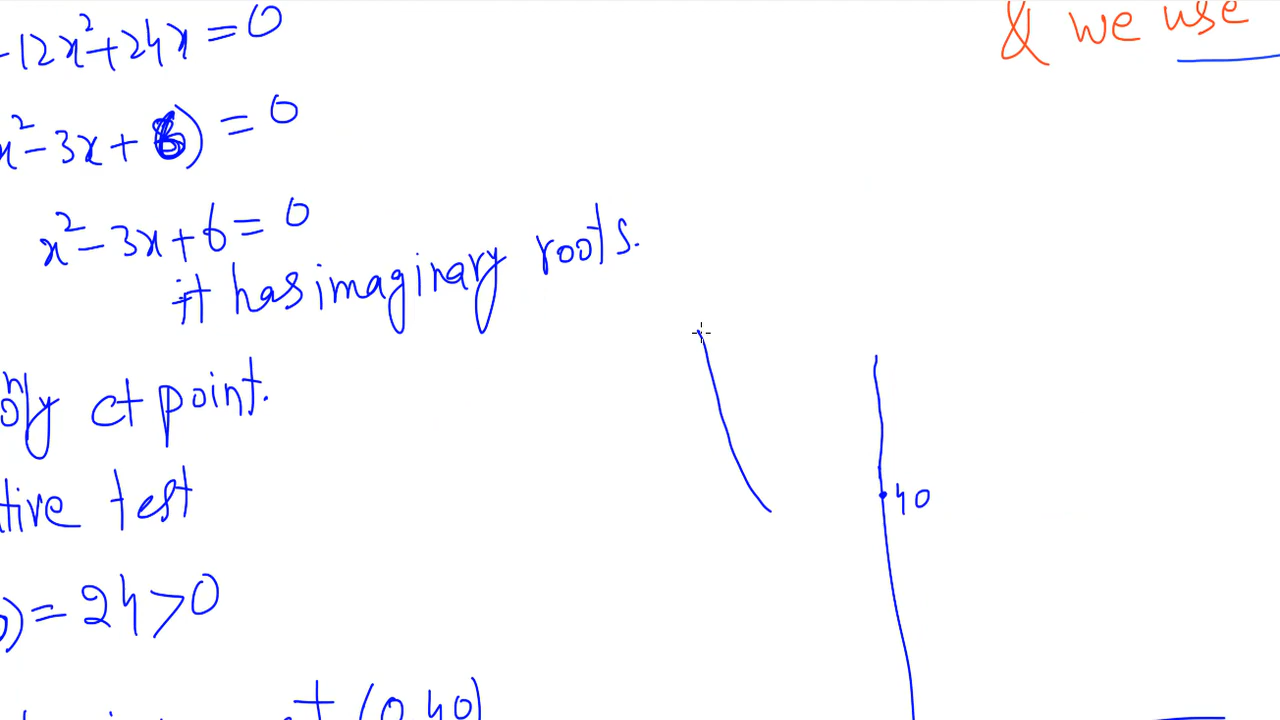 -12x²+24x=0
& we use
x²-3x+6)=0
x²-3x+6=0
it has imaginary roots.
only ct point.
tive test
40
)=24>0
t (0,40)